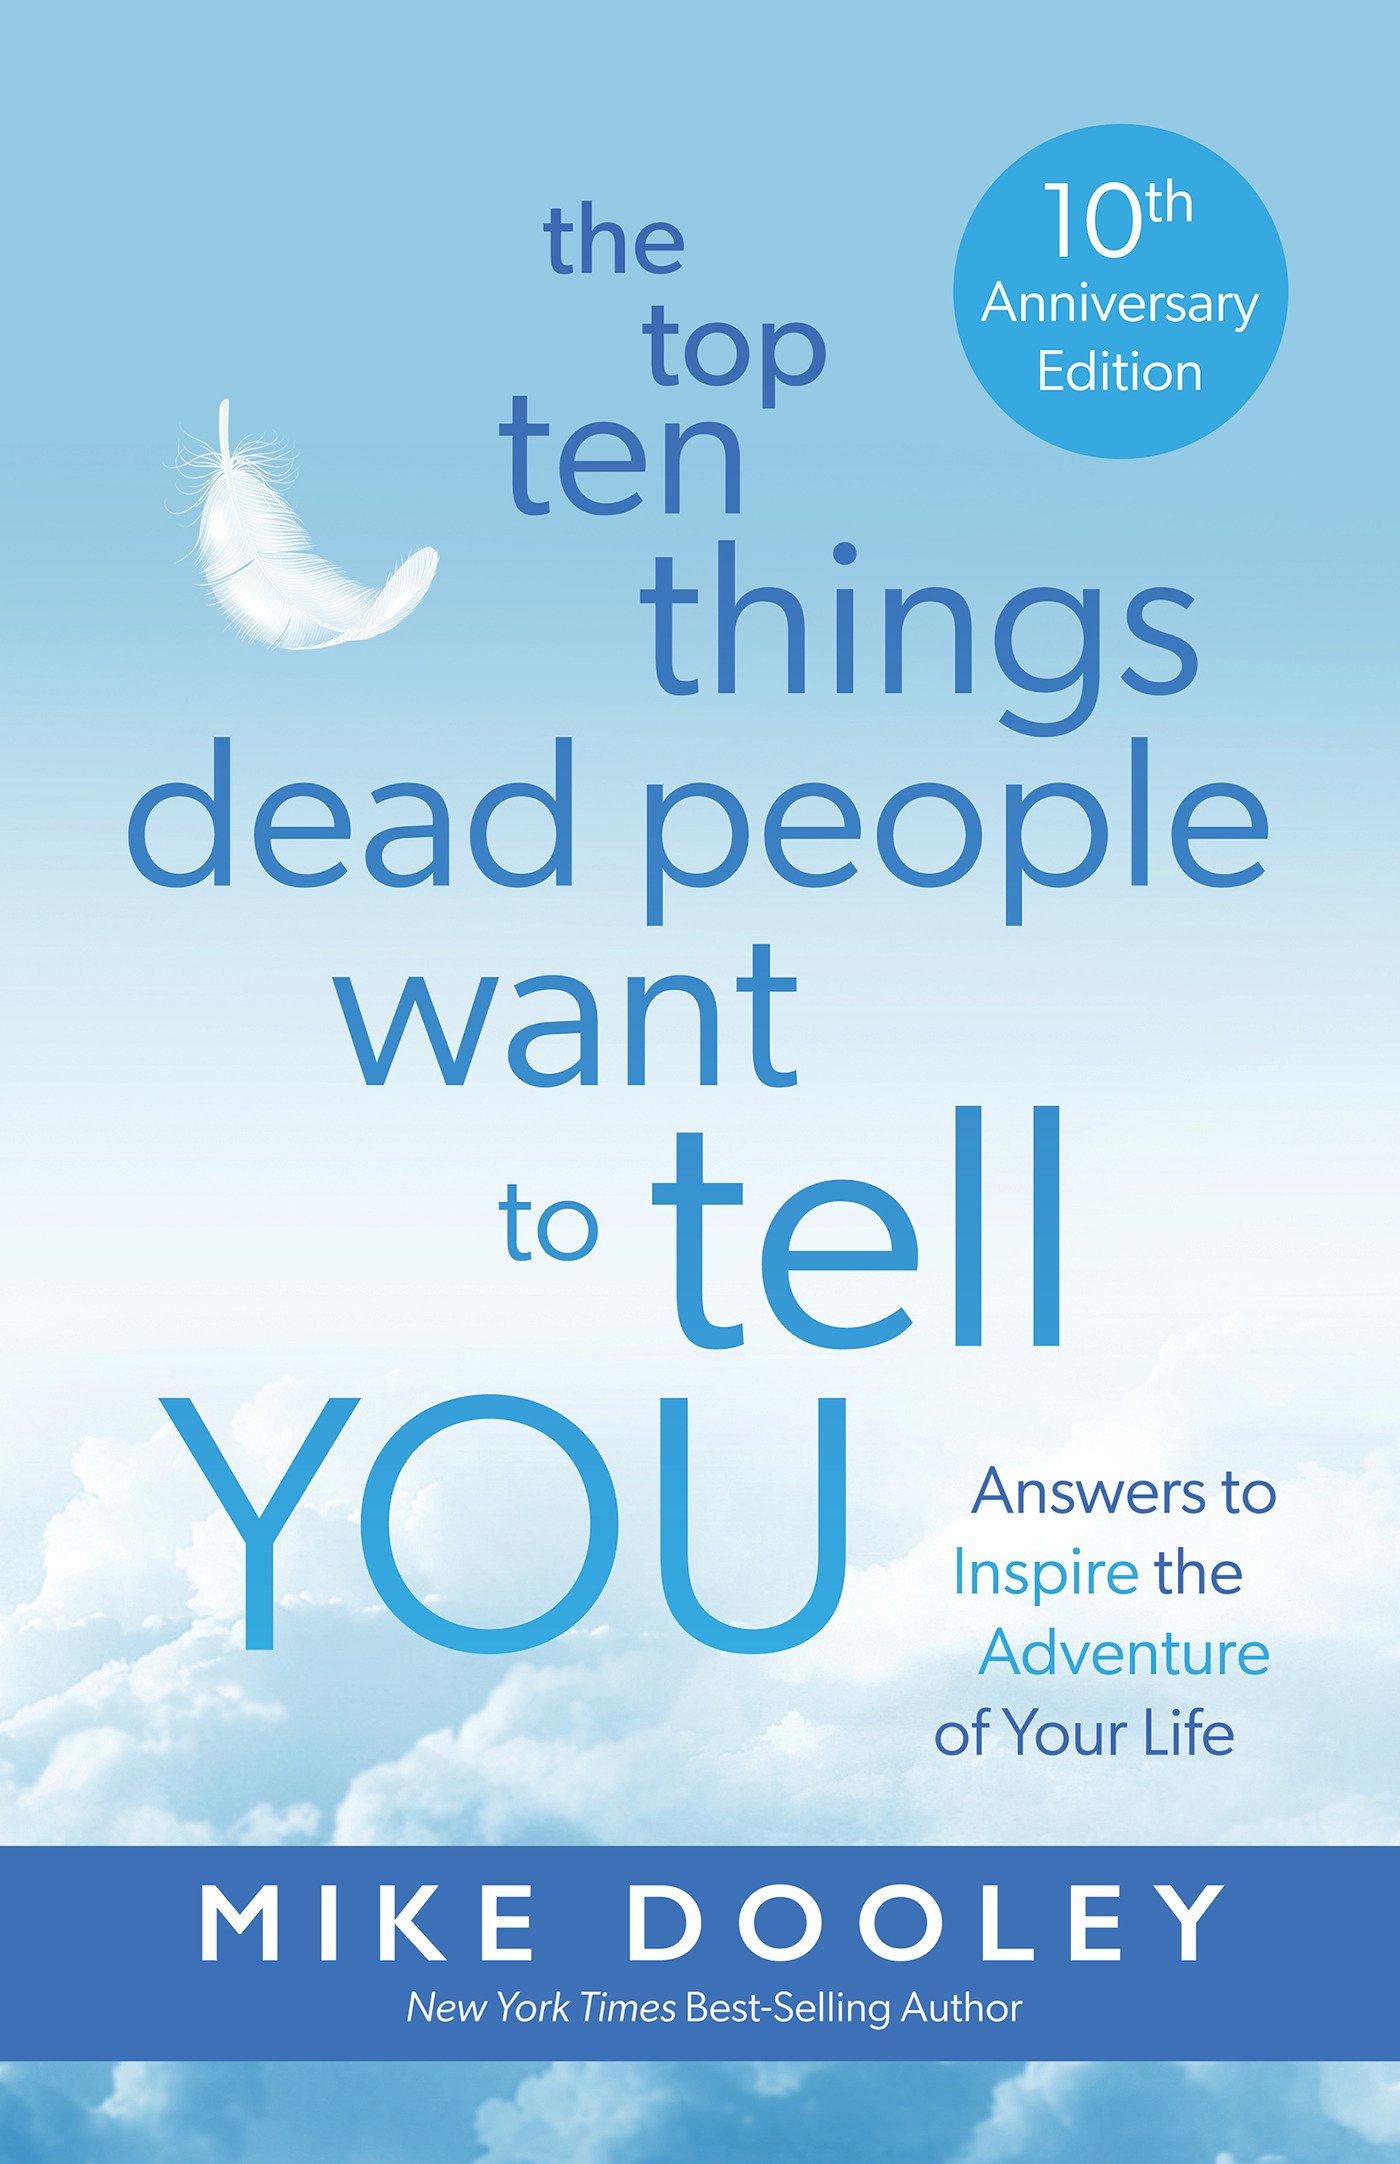 the
top
ten
things
dead people
want
to tell
YOU
10th
Anniversary
Edition
Answers to
Inspire the
Adventure
of Your Life
MIKE DOOLEY
New York Times Best-Selling Author